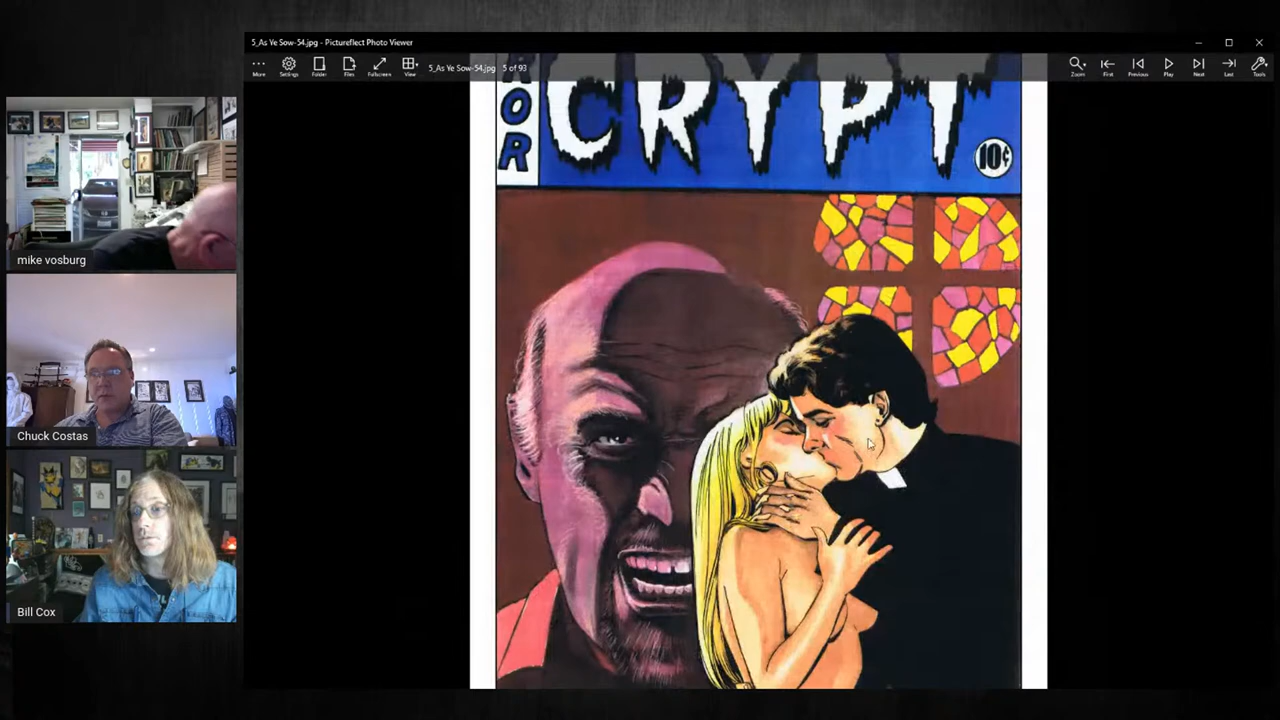 5_As Ye Sow-54.jpg - Pictureflect Photo Viewer
More
Settings
Folder
Files
Fullscreen
View
5_As Ye Sow-54.jpg
5 of 93
Zoom
First
Previous
Play
Next
Last
Tools
OR
CRYPT
10¢
mike vosburg
Chuck Costas
Bill Cox